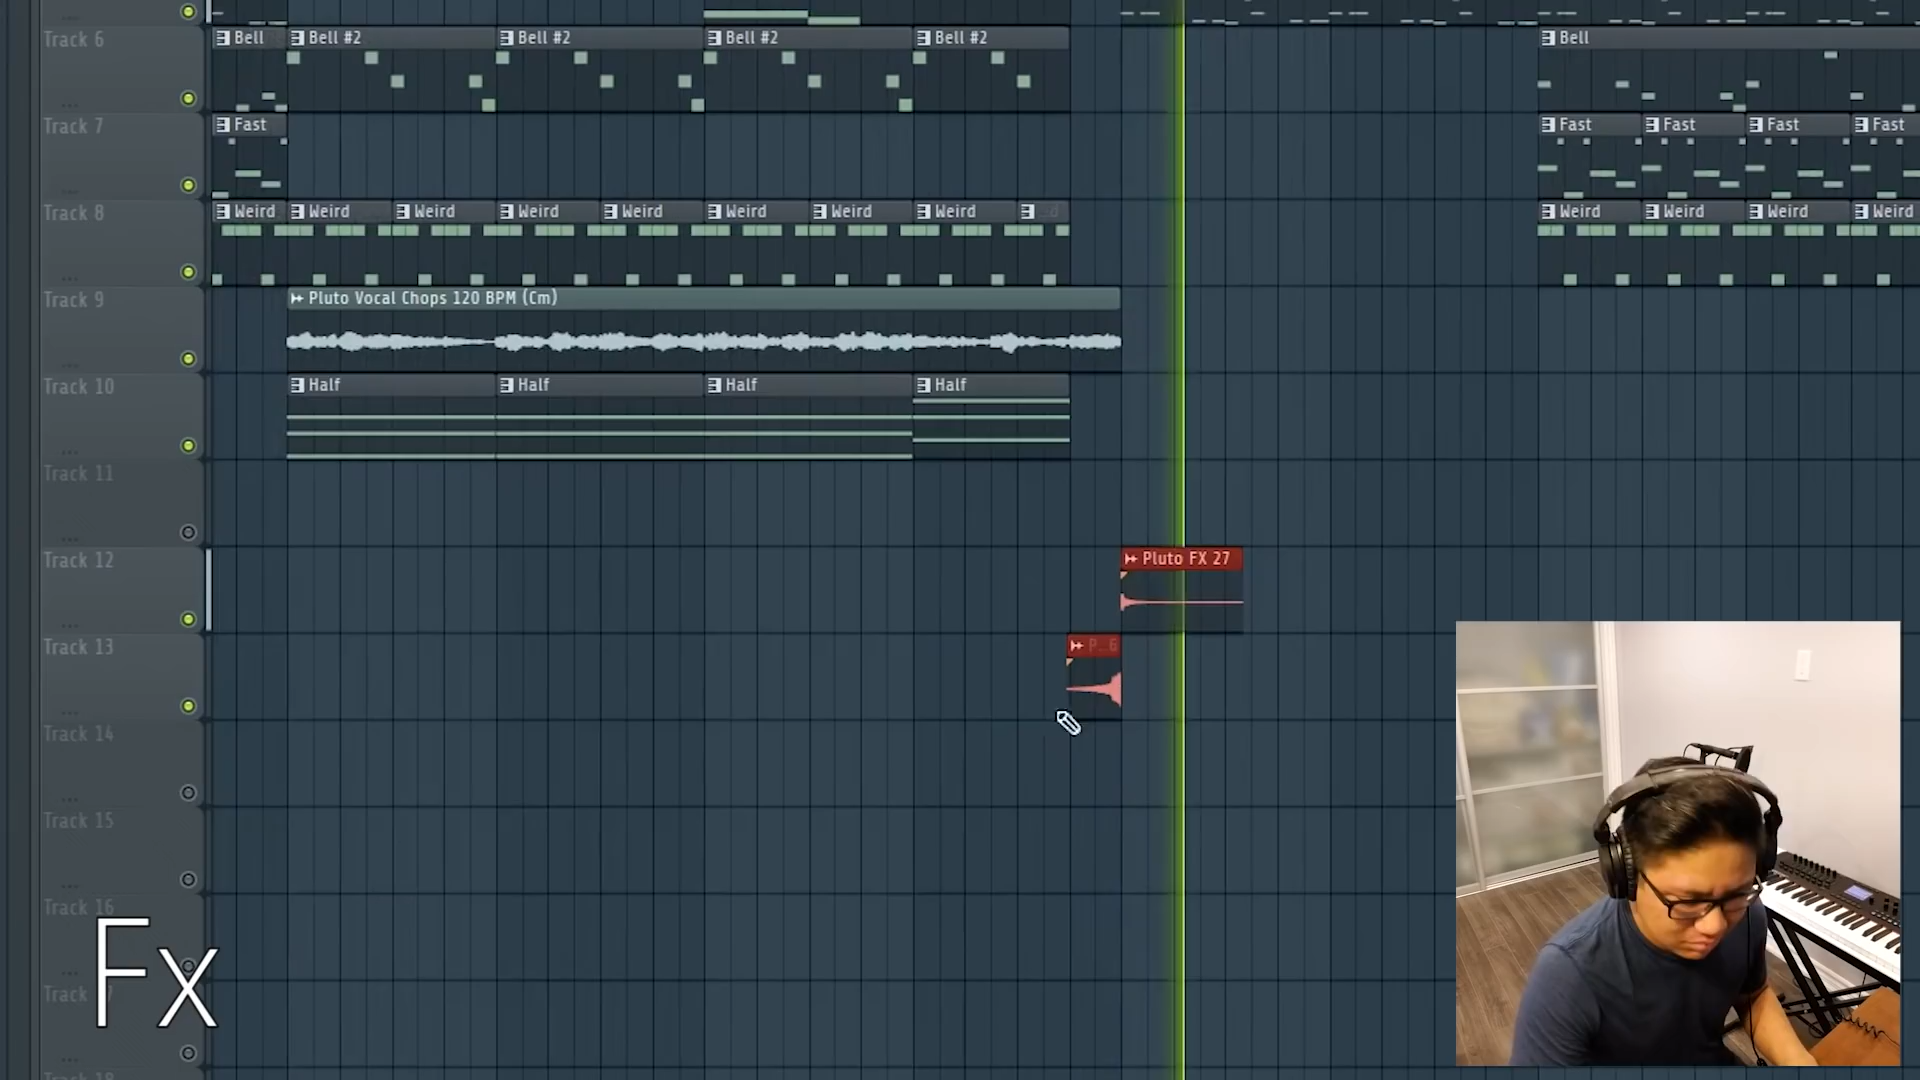 Track 6
Bell
Bell #2
Bell #2
Bell #2
Bell #2
Bell
Track 7
Fast
Fast
Fast
Fast
Fast
Track 8
Weird
Weird
Weird
Weird
Weird
Weird
Weird
Weird
Weird
Weird
Weird
Weird
Track 9
Pluto Vocal Chops 120 BPM (Cm)
Track 10
Half
Half
Half
Half
Track 11
Track 12
Pluto FX 27
Track 13
P...6
Track 14
Track 15
Track 16
Track
Fx